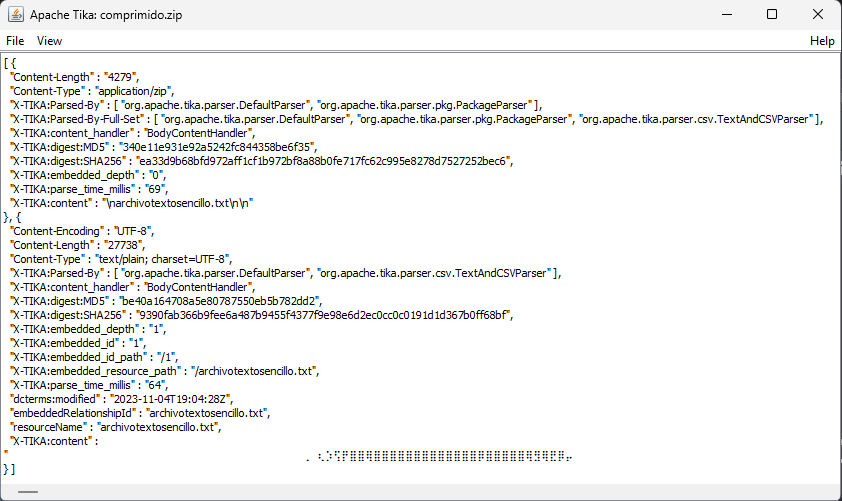 Apache Tika: comprimido.zip
File View Help
[ {
"Content-Length" : "4279",
"Content-Type" : "application/zip",
"X-TIKA:Parsed-By" : [ "org.apache.tika.parser.DefaultParser", "org.apache.tika.parser.pkg.PackageParser" ],
"X-TIKA:Parsed-By-Full-Set" : [ "org.apache.tika.parser.DefaultParser", "org.apache.tika.parser.pkg.PackageParser", "org.apache.tika.parser.csv.TextAndCSVParser" ],
"X-TIKA:content_handler" : "BodyContentHandler",
"X-TIKA:digest:MD5" : "340e11e931e92a5242fc844358be6f35",
"X-TIKA:digest:SHA256" : "ea33d9b68bfd972aff1cf1b972bf8a88b0fe717fc62c995e8278d7527252bec6",
"X-TIKA:embedded_depth" : "0",
"X-TIKA:parse_time_millis" : "69",
"X-TIKA:content" : "\narchivotextosencillo.txt\n\n"
}, {
"Content-Encoding" : "UTF-8",
"Content-Length" : "27738",
"Content-Type" : "text/plain; charset=UTF-8",
"X-TIKA:Parsed-By" : [ "org.apache.tika.parser.DefaultParser", "org.apache.tika.parser.csv.TextAndCSVParser" ],
"X-TIKA:content_handler" : "BodyContentHandler",
"X-TIKA:digest:MD5" : "be40a164708a5e80787550eb5b782dd2",
"X-TIKA:digest:SHA256" : "9390fab366b9fee6a487b9455f4377f9e98e6d2ec0cc0c0191d1d367b0ff68bf",
"X-TIKA:embedded_depth" : "1",
"X-TIKA:embedded_id" : "1",
"X-TIKA:embedded_id_path" : "/1",
"X-TIKA:embedded_resource_path" : "/archivotextosencillo.txt",
"X-TIKA:parse_time_millis" : "64",
"dcterms:modified" : "2023-11-04T19:04:28Z",
"embeddedRelationshipId" : "archivotextosencillo.txt",
"resourceName" : "archivotextosencillo.txt",
"X-TIKA:content" :
"
} ]